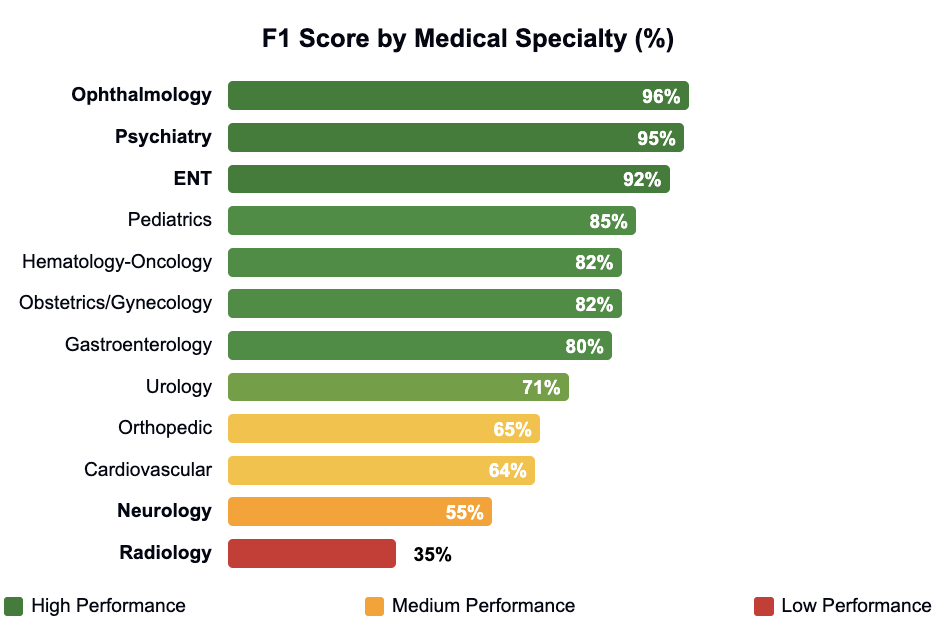 F1 Score by Medical Specialty (%)
Ophthalmology 96%
Psychiatry 95%
ENT 92%
Pediatrics 85%
Hematology-Oncology 82%
Obstetrics/Gynecology 82%
Gastroenterology 80%
Urology 71%
Orthopedic 65%
Cardiovascular 64%
Neurology 55%
Radiology 35%
High Performance Medium Performance Low Performance